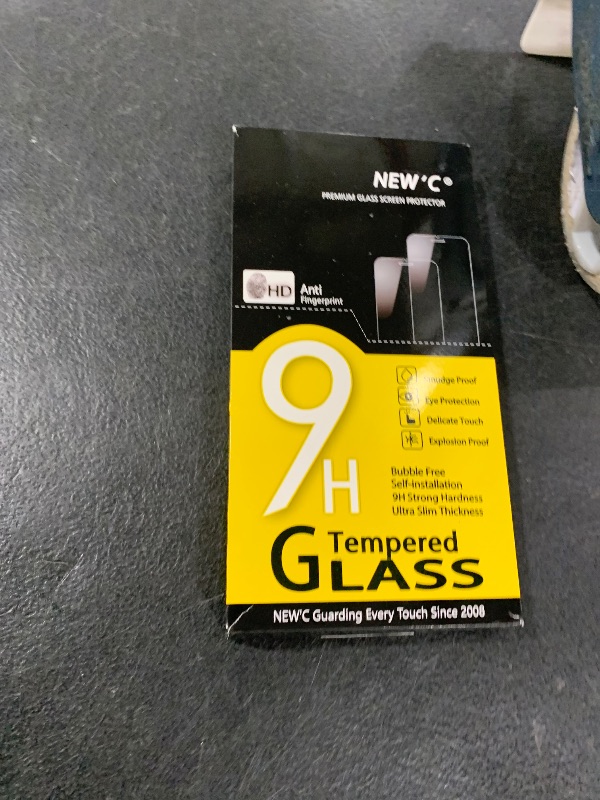 NEW'C®
PREMIUM GLASS SCREEN PROTECTOR
HD
Anti
Fingerprint
9H
Smudge Proof
Eye Protection
Delicate Touch
Explosion Proof
Bubble Free
Self-installation
9H Strong Hardness
Ultra Slim Thickness
Tempered
GLASS
NEW'C Guarding Every Touch Since 2008